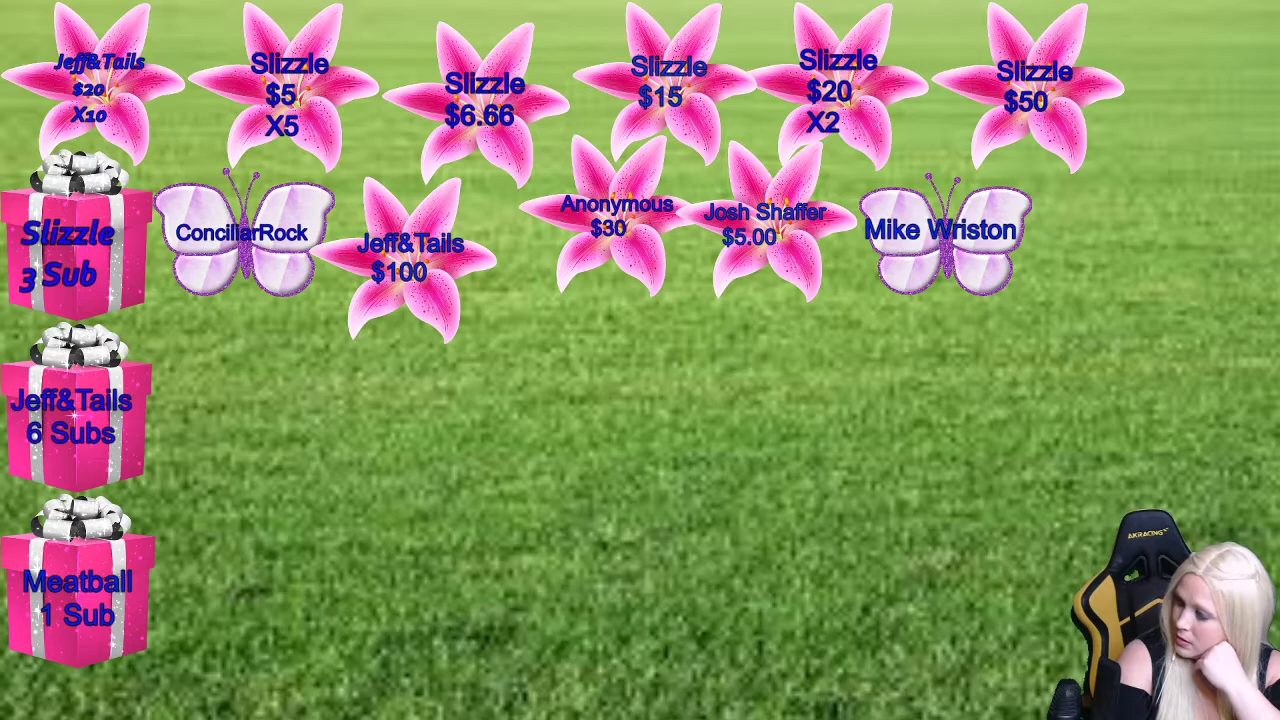 Jeff&Tails
$20
X10
Slizzle
$5
X5
Slizzle
$6.66
Slizzle
$15
Slizzle
$20
X2
Slizzle
$50
Slizzle
3 Sub
ConciliarRock
Jeff&Tails
$100
Anonymous
$30
Josh Shaffer
$5.00
Mike Wriston
Jeff&Tails
6 Subs
Meatball
1 Sub
AKRACING